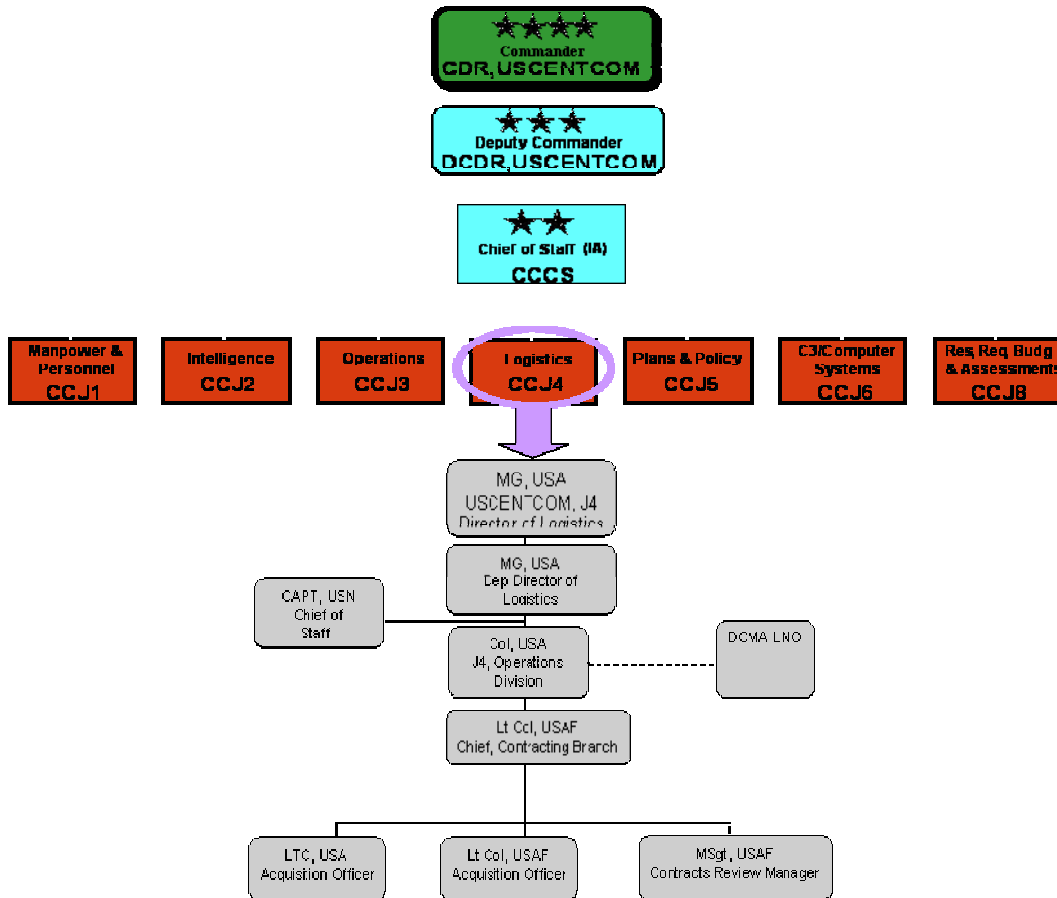 Commander
CDR,USCENTCOM
Deputy Commander
DCDR,USCENTCOM
Chief of Staff (IA)
CCCS
Manpower &
Personnel
CCJ1
Intelligence
CCJ2
Operations
CCJ3
Logistics
CCJ4
Plans & Policy
CCJ5
C3/Computer
Systems
CCJ6
Res, Req, Budg
& Assessments
CCJ8
MG, USA
USCENTCOM, J4
Director of Logistics
MG, USA
Dep Director of
Logistics
CAPT, USN
Chief of
Staff
Col, USA
J4, Operations
Division
DCMA LNO
Lt Col, USAF
Chief, Contracting Branch
LTC, USA
Acquisition Officer
Lt Col, USAF
Acquisition Officer
MSgt, USAF
Contracts Review Manager